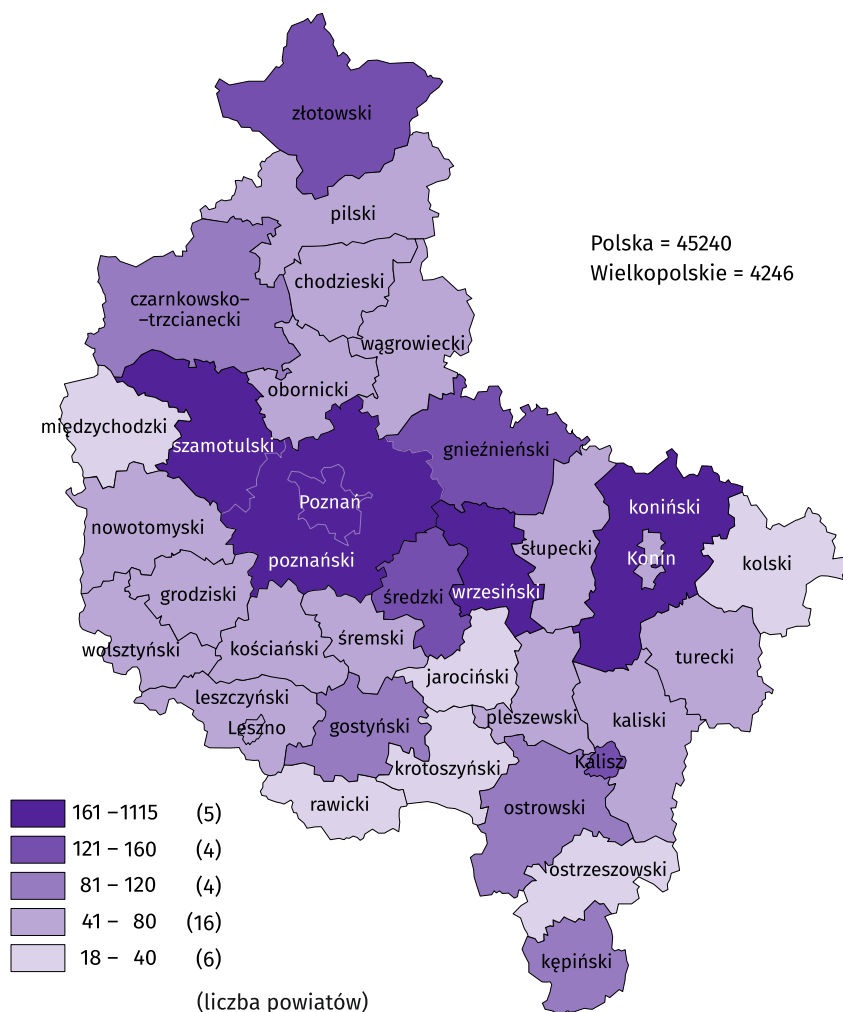 złotowski
pilski
Polska = 45240
Wielkopolskie = 4246
chodzieski
czarnkowsko–
–trzcianecki
wągrowiecki
obornicki
międzychodzki
szamotulski
gnieźnieński
Poznań
koniński
nowotomyski
słupecki
poznański
Konin
kolski
grodziski
średzki
wrzesiński
wolsztyński
kościański
śremski
turecki
jarociński
leszczyński
pleszewski
kaliski
Leszno
gostyński
krotoszyński
Kalisz
rawicki
ostrowski
161 – 1115 (5)
121 – 160 (4)
81 – 120 (4)
41 – 80 (16)
18 – 40 (6)
ostrzeszowski
kępiński
(liczba powiatów)